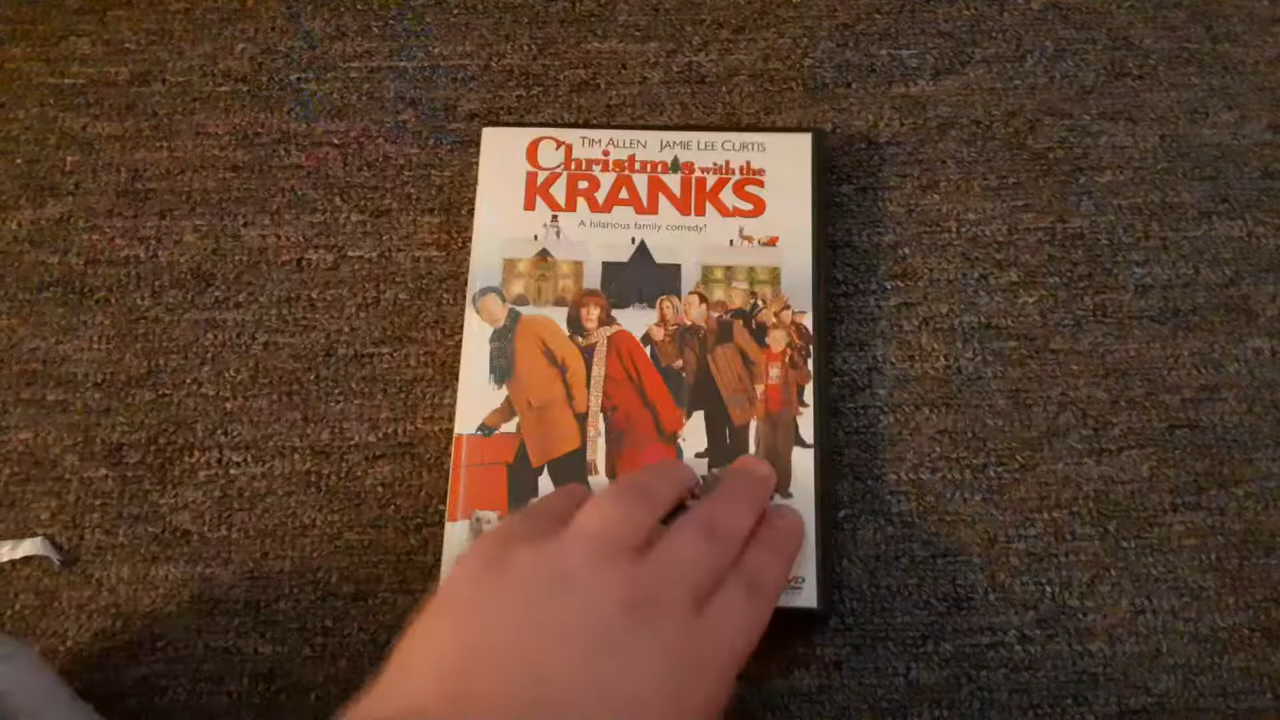 TIM ALLEN JAMIE LEE CURTIS
Christmas with the
KRANKS
A hilarious family comedy!